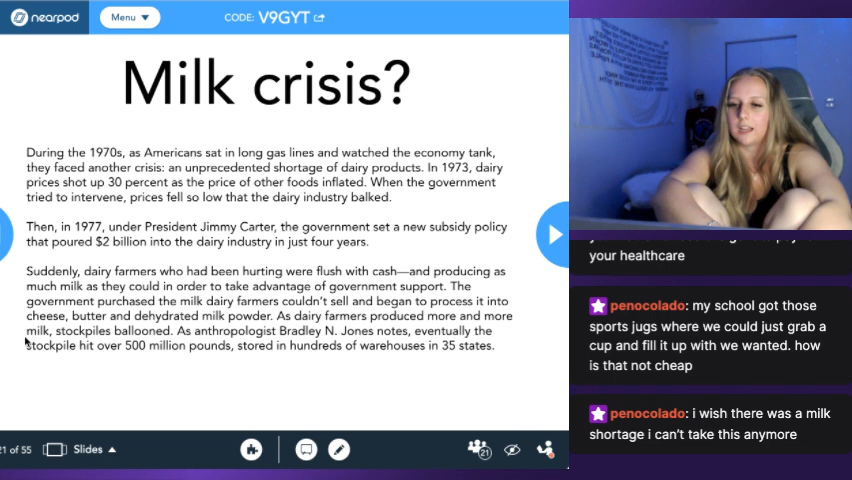 nearpod
Menu
CODE: V9GYT
Milk crisis?
During the 1970s, as Americans sat in long gas lines and watched the economy tank,
they faced another crisis: an unprecedented shortage of dairy products. In 1973, dairy
prices shot up 30 percent as the price of other foods inflated. When the government
tried to intervene, prices fell so low that the dairy industry balked.
Then, in 1977, under President Jimmy Carter, the government set a new subsidy policy
that poured $2 billion into the dairy industry in just four years.
Suddenly, dairy farmers who had been hurting were flush with cash—and producing as
much milk as they could in order to take advantage of government support. The
government purchased the milk dairy farmers couldn't sell and began to process it into
cheese, butter and dehydrated milk powder. As dairy farmers produced more and more
milk, stockpiles ballooned. As anthropologist Bradley N. Jones notes, eventually the
stockpile hit over 500 million pounds, stored in hundreds of warehouses in 35 states.
21 of 55
Slides
21
your healthcare
penocolado: my school got those
sports jugs where we could just grab a
cup and fill it up with we wanted. how
is that not cheap
penocolado: i wish there was a milk
shortage i can't take this anymore